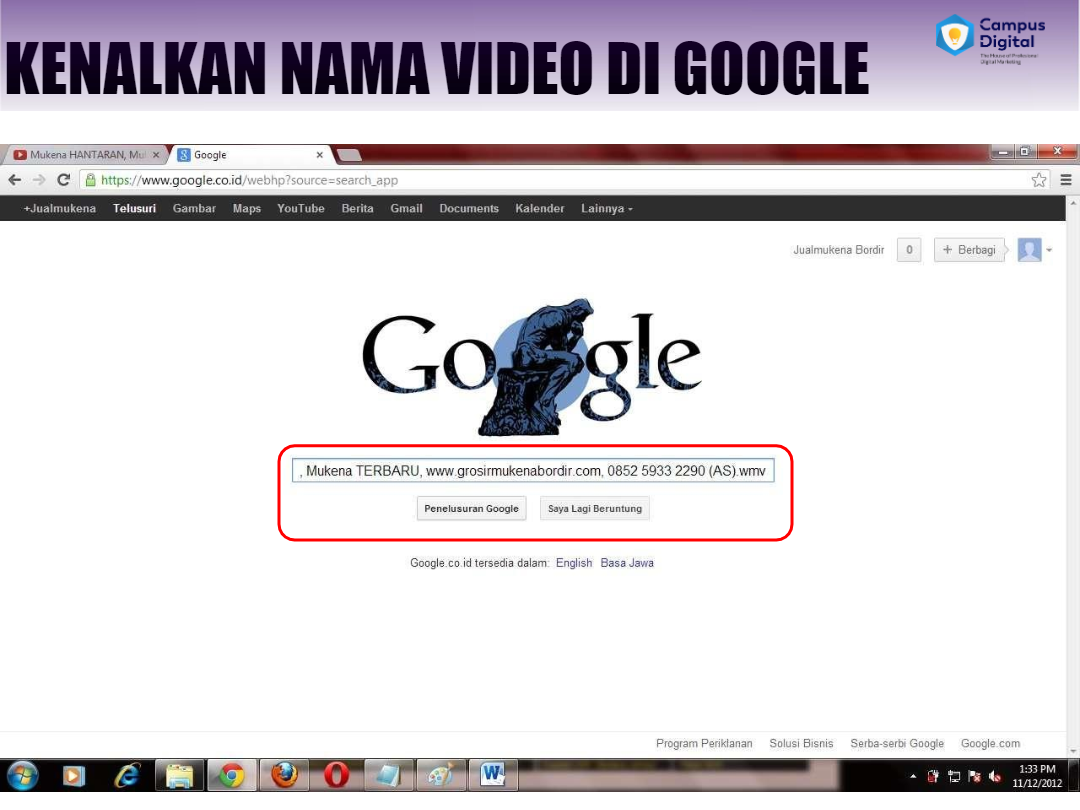 KENALKAN NAMA VIDEO DI GOOGLE
Campus
Digital
The House of Professional
Digital Marketing
Mukena HANTARAN, Mu
Google
https://www.google.co.id/webhp?source=search_app
+Jualmukena Telusuri Gambar Maps YouTube Berita Gmail Documents Kalender Lainnya
Jualmukena Bordir 0 + Berbagi
Google
, Mukena TERBARU, www.grosirmukenabordir.com, 0852 5933 2290 (AS).wmv
Penelusuran Google Saya Lagi Beruntung
Google.co.id tersedia dalam: English Basa Jawa
Program Periklanan Solusi Bisnis Serba-serbi Google Google.com
1:33 PM
11/12/2012